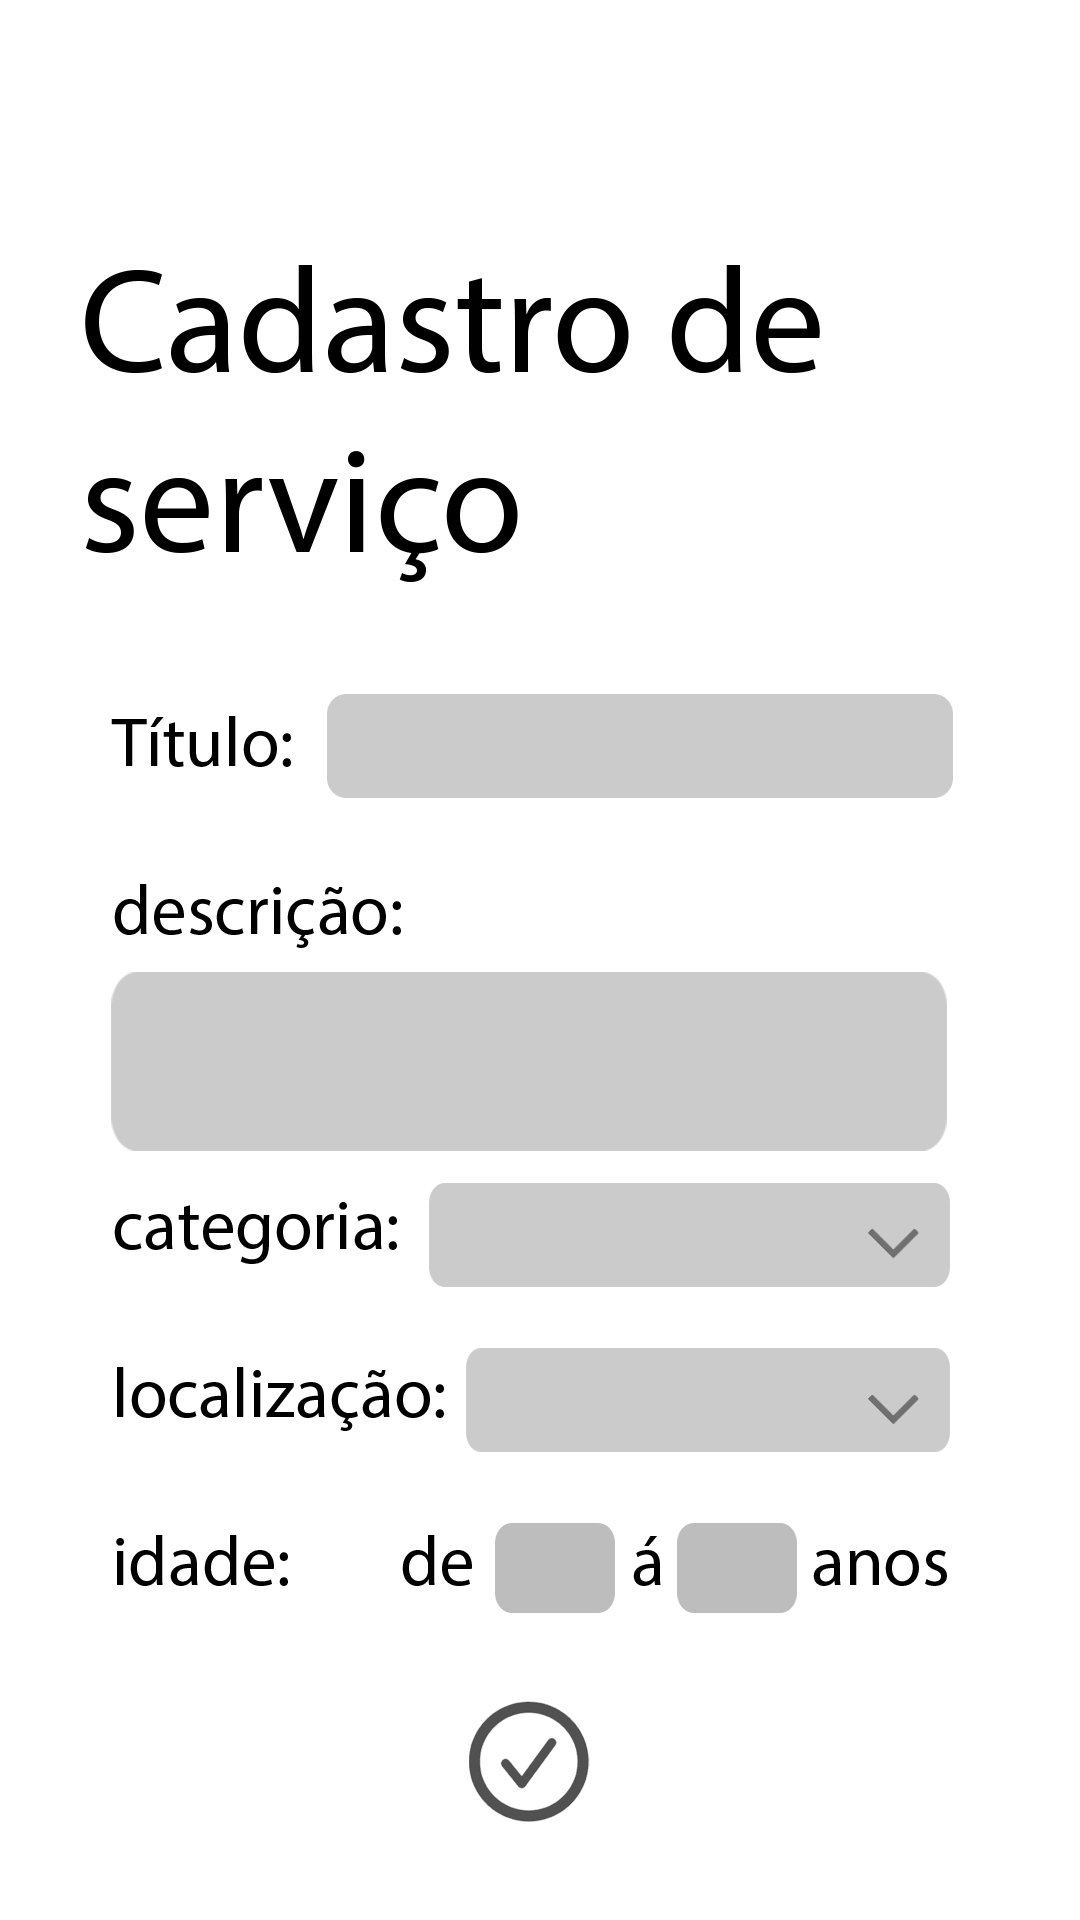 Cadastro de
serviço
Título:
descrição:
categoria:
localização:
idade: de á anos